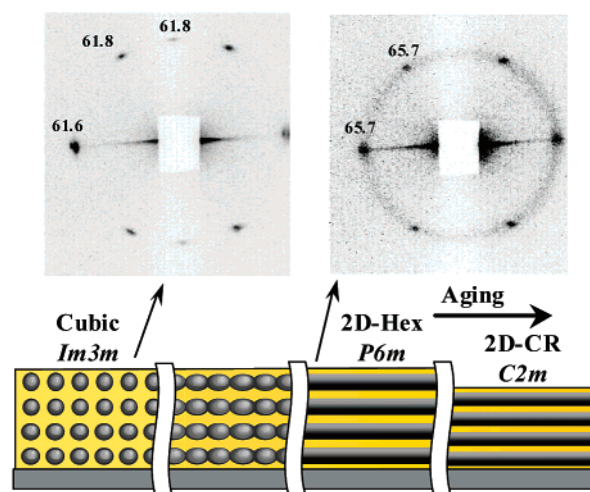 61.8
61.8
61.6
65.7
65.7
Cubic
Im3m
2D-Hex
P6m
Aging
2D-CR
C2m